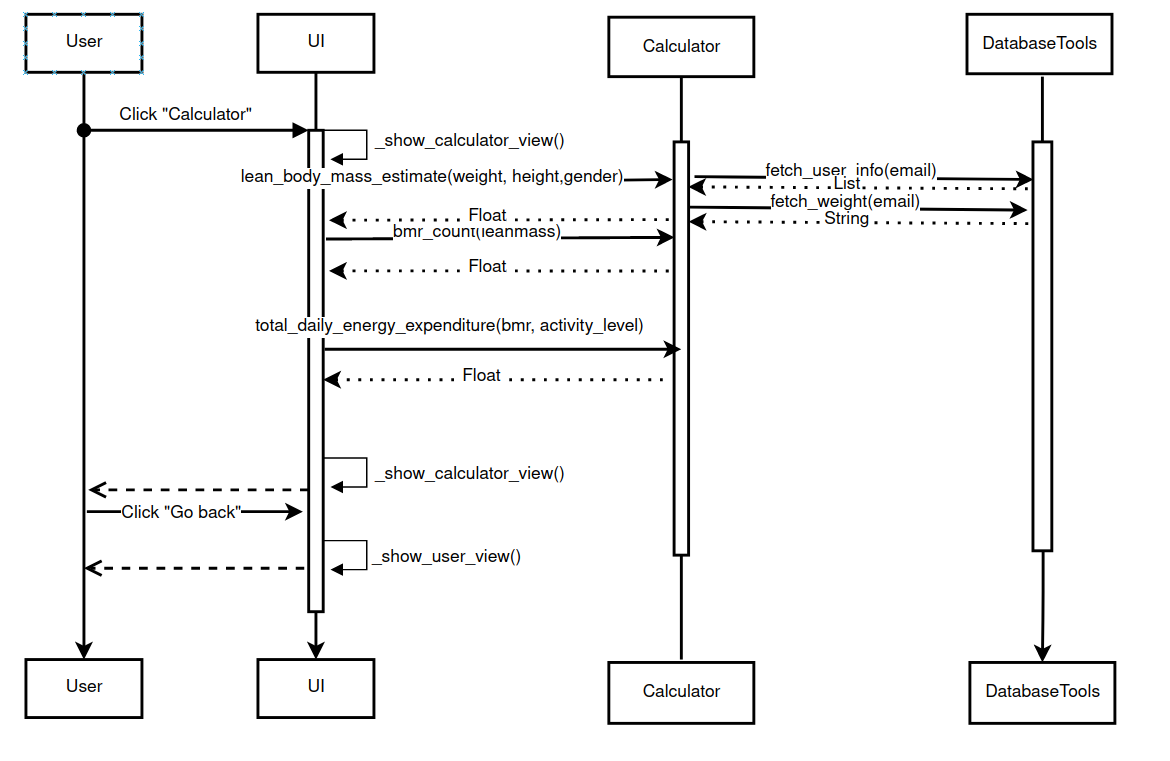 User
UI
Calculator
DatabaseTools
Click "Calculator"
_show_calculator_view()
lean_body_mass_estimate(weight, height,gender)
fetch_user_info(email)
List
fetch_weight(email)
Float
String
bmr_count(leanmass)
Float
total_daily_energy_expenditure(bmr, activity_level)
Float
_show_calculator_view()
Click "Go back"
_show_user_view()
User
UI
Calculator
DatabaseTools